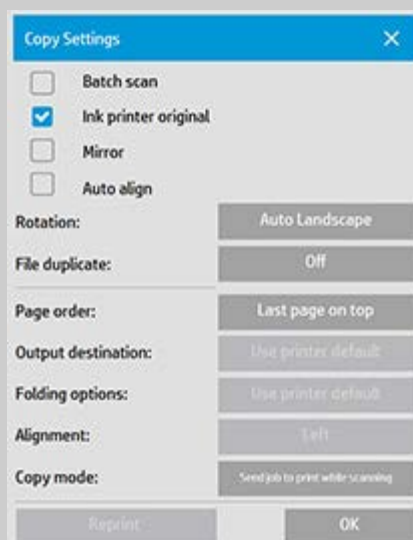 Copy Settings
Batch scan
Ink printer original
Mirror
Auto align
Rotation: Auto Landscape
File duplicate: Off
Page order: Last page on top
Output destination: Use printer default
Folding options: Use printer default
Alignment: Left
Copy mode: Send job to print while scanning
Reprint OK